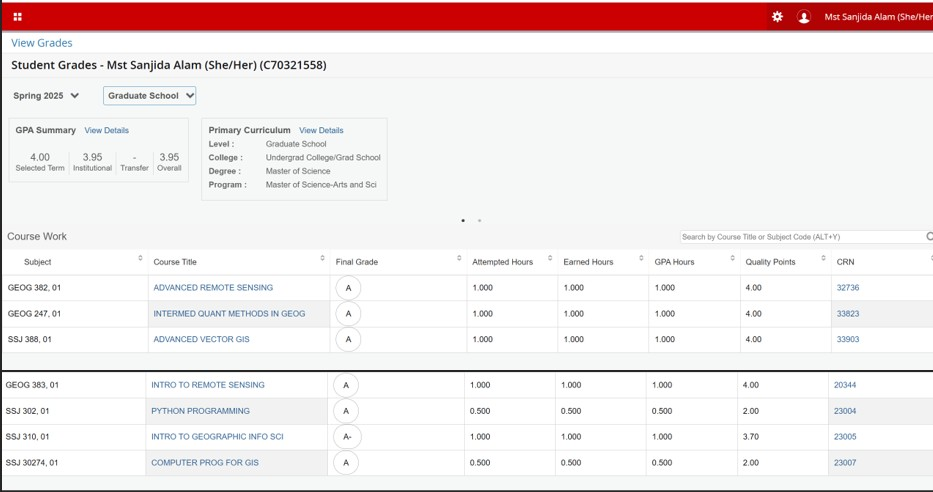 Mst Sanjida Alam (She/Her
View Grades
Student Grades - Mst Sanjida Alam (She/Her) (C70321558)
Spring 2025 Graduate School
GPA Summary View Details
4.00 3.95 - 3.95
Selected Term Institutional Transfer Overall
Primary Curriculum View Details
Level : Graduate School
College : Undergrad College/Grad School
Degree : Master of Science
Program : Master of Science-Arts and Sci
Course Work Search by Course Title or Subject Code (ALT+Y)
Subject Course Title Final Grade Attempted Hours Earned Hours GPA Hours Quality Points CRN
GEOG 382, 01 ADVANCED REMOTE SENSING A 1.000 1.000 1.000 4.00 32736
GEOG 247, 01 INTERMED QUANT METHODS IN GEOG A 1.000 1.000 1.000 4.00 33823
SSJ 388, 01 ADVANCED VECTOR GIS A 1.000 1.000 1.000 4.00 33903
GEOG 383, 01 INTRO TO REMOTE SENSING A 1.000 1.000 1.000 4.00 20344
SSJ 302, 01 PYTHON PROGRAMMING A 0.500 0.500 0.500 2.00 23004
SSJ 310, 01 INTRO TO GEOGRAPHIC INFO SCI A- 1.000 1.000 1.000 3.70 23005
SSJ 30274, 01 COMPUTER PROG FOR GIS A 0.500 0.500 0.500 2.00 23007